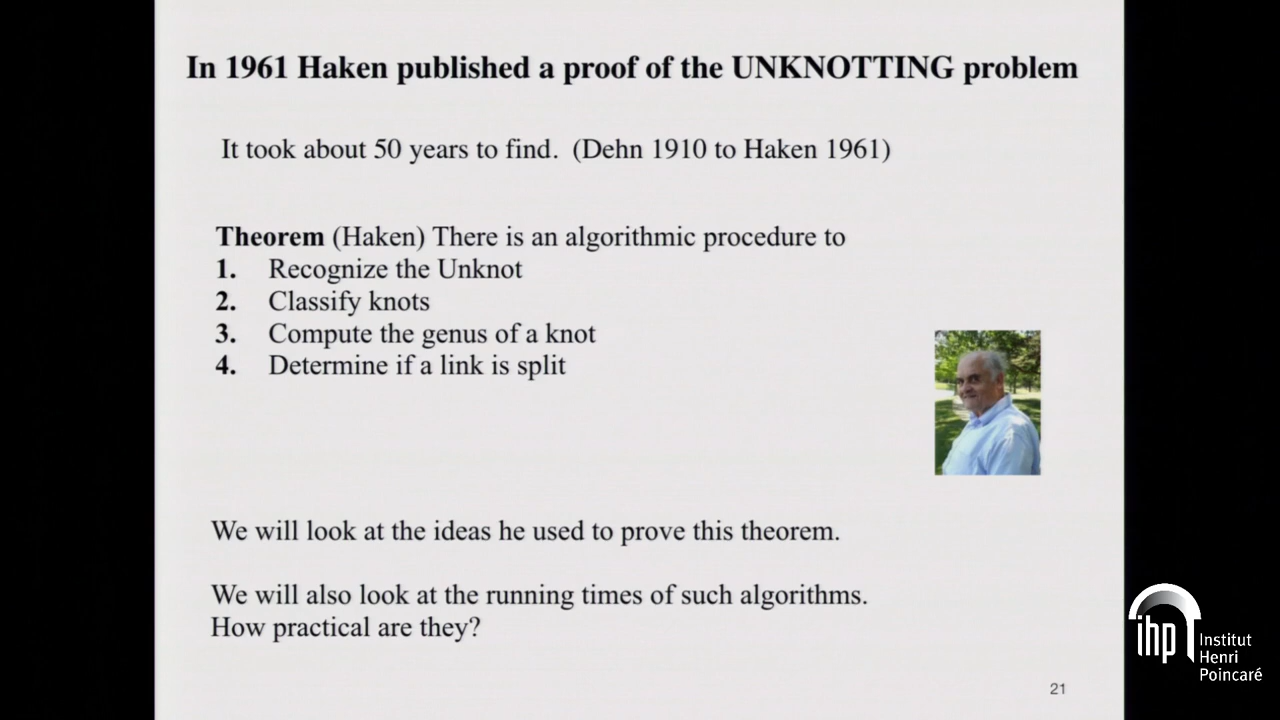 In 1961 Haken published a proof of the UNKNOTTING problem
It took about 50 years to find. (Dehn 1910 to Haken 1961)
Theorem (Haken) There is an algorithmic procedure to
1. Recognize the Unknot
2. Classify knots
3. Compute the genus of a knot
4. Determine if a link is split
We will look at the ideas he used to prove this theorem.
We will also look at the running times of such algorithms.
How practical are they?
21
ihp
Institut
Henri
Poincaré